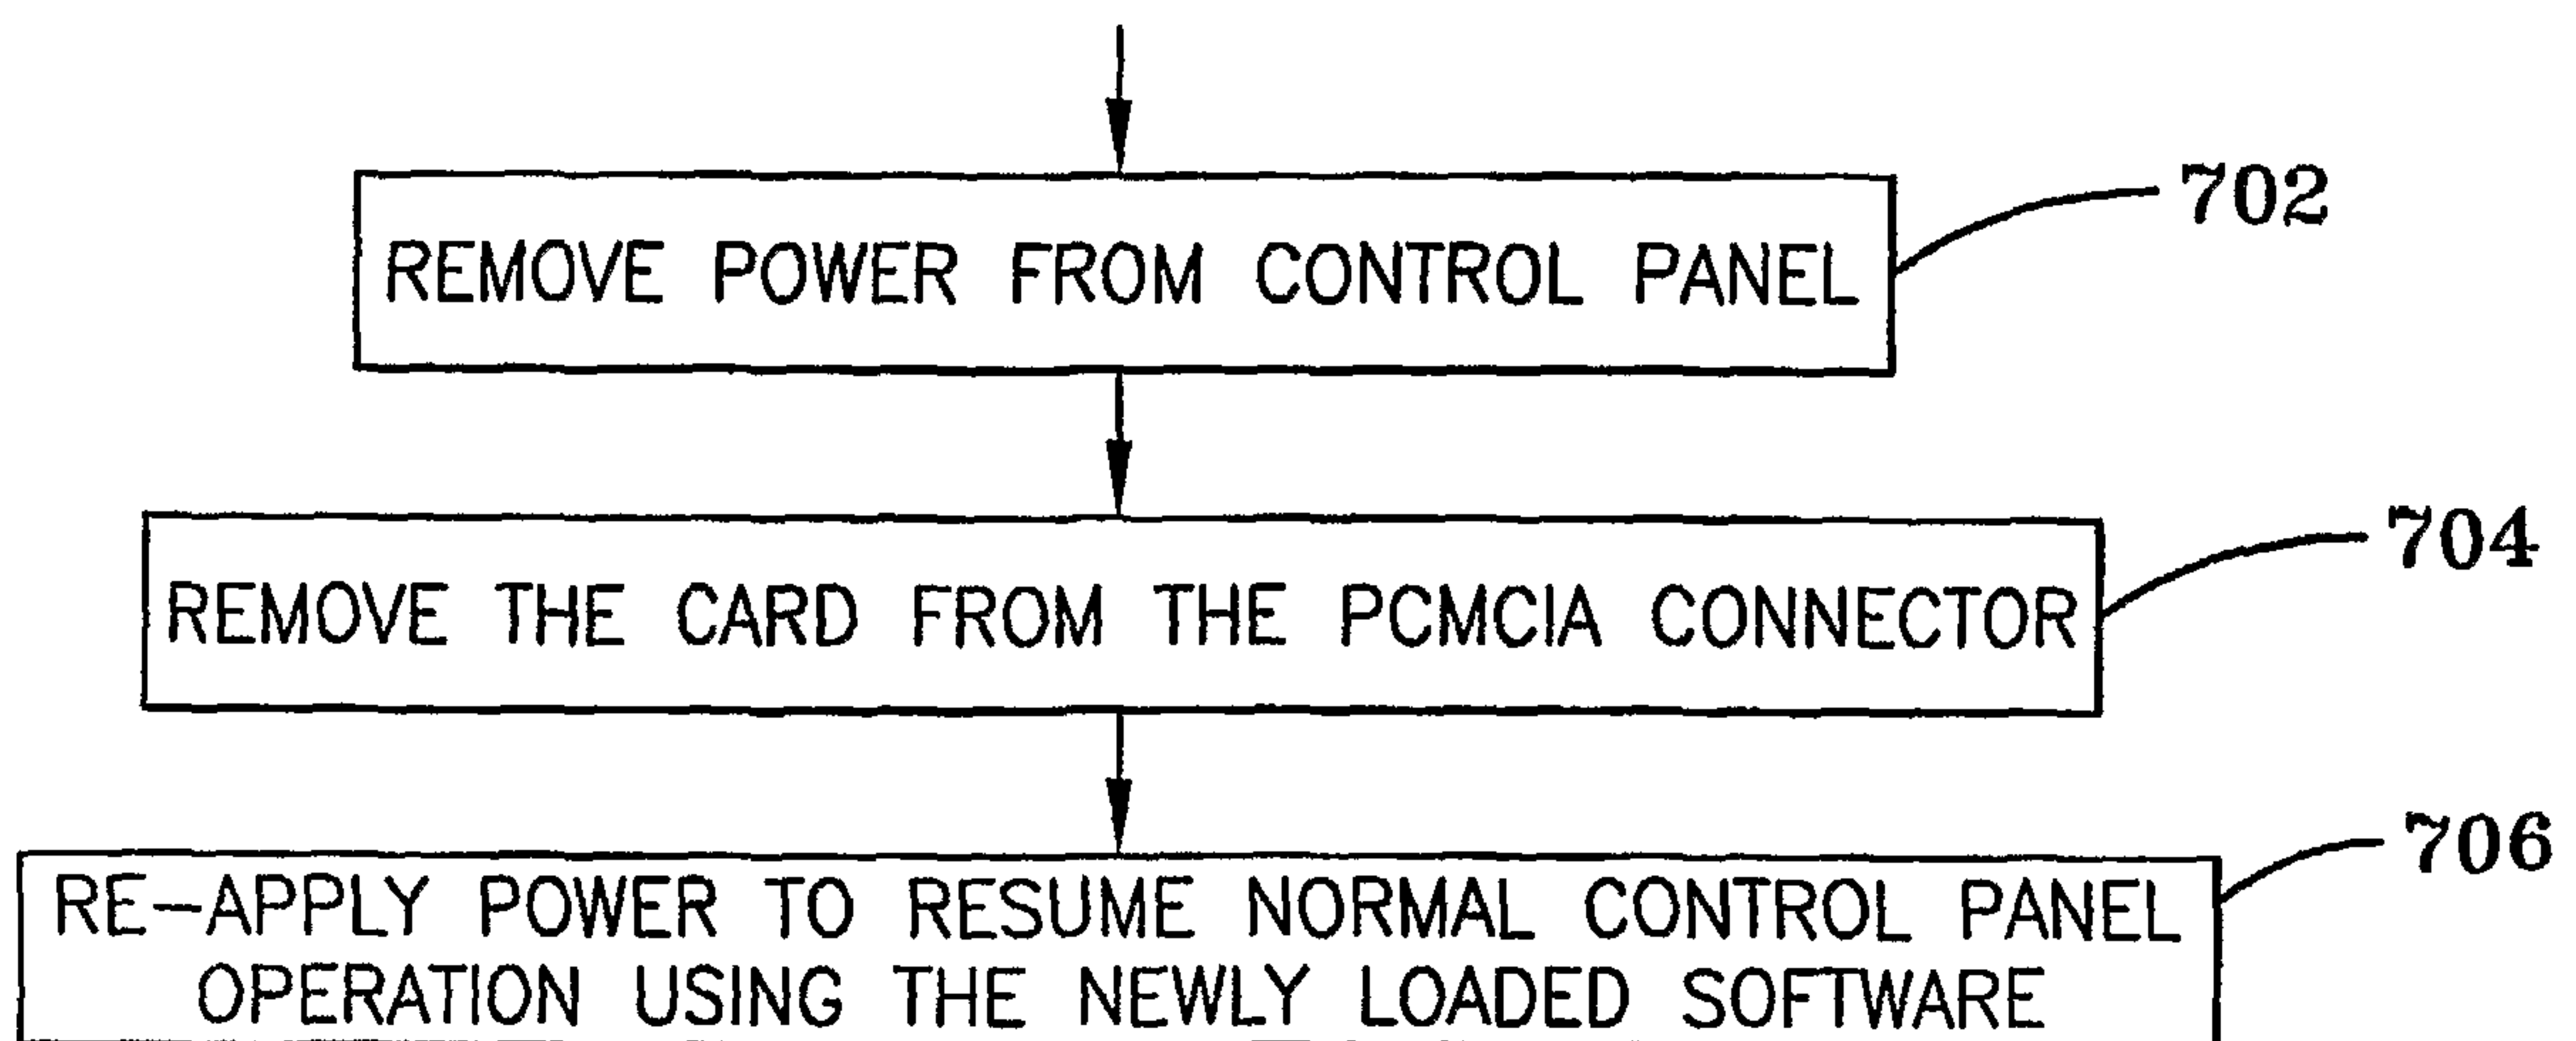 702
REMOVE POWER FROM CONTROL PANEL
704
REMOVE THE CARD FROM THE PCMCIA CONNECTOR
706
RE-APPLY POWER TO RESUME NORMAL CONTROL PANEL
OPERATION USING THE NEWLY LOADED SOFTWARE